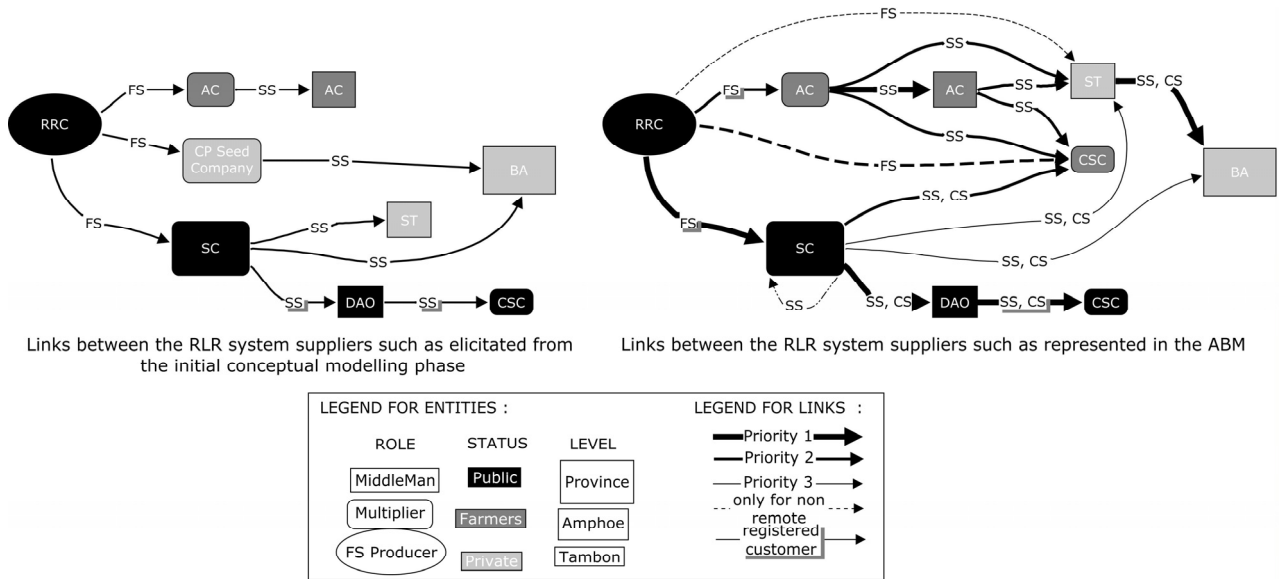 FS
AC
SS
AC
RRC
FS
CP Seed
Company
SS
BA
FS
SC
SS
ST
SS
SS
DAO
SS
CSC
Links between the RLR system suppliers such as elicitated from
the initial conceptual modelling phase
FS
SS
ST
SS, CS
RRC
FS
AC
SS
AC
SS
SS
SS
FS
CSC
BA
SS, CS
FS
SC
SS, CS
SS, CS
SS
SS, CS
DAO
SS, CS
CSC
Links between the RLR system suppliers such as represented in the ABM
LEGEND FOR ENTITIES :
ROLE
STATUS
LEVEL
MiddleMan
Public
Province
Multiplier
Farmers
Amphoe
FS Producer
Private
Tambon
LEGEND FOR LINKS :
Priority 1
Priority 2
Priority 3
only for non
remote
registered
customer